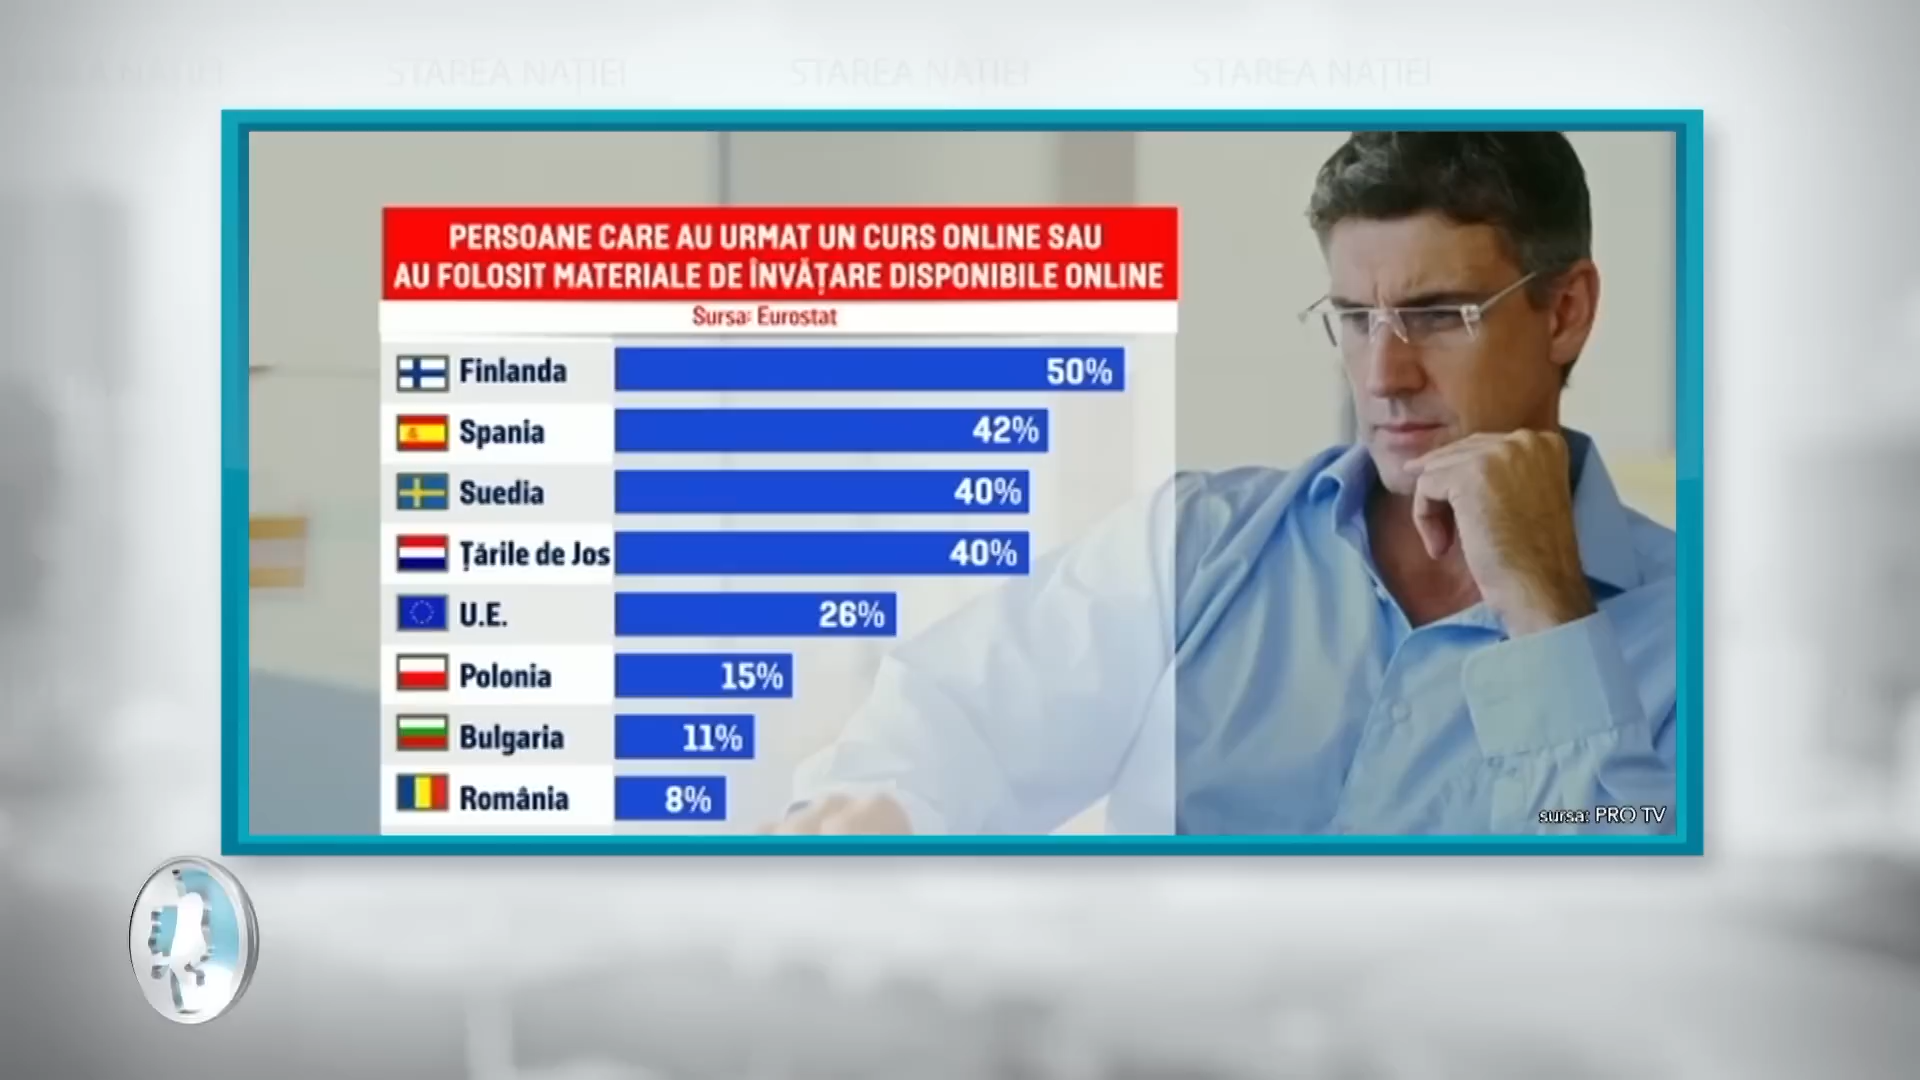 STAREA NAȚIEI STAREA NAȚIEI STAREA NAȚIEI
PERSOANE CARE AU URMAT UN CURS ONLINE SAU
AU FOLOSIT MATERIALE DE ÎNVĂȚARE DISPONIBILE ONLINE
Sursa: Eurostat
Finlanda 50%
Spania 42%
Suedia 40%
Țările de Jos 40%
U.E. 26%
Polonia 15%
Bulgaria 11%
România 8%
sursa: PRO TV